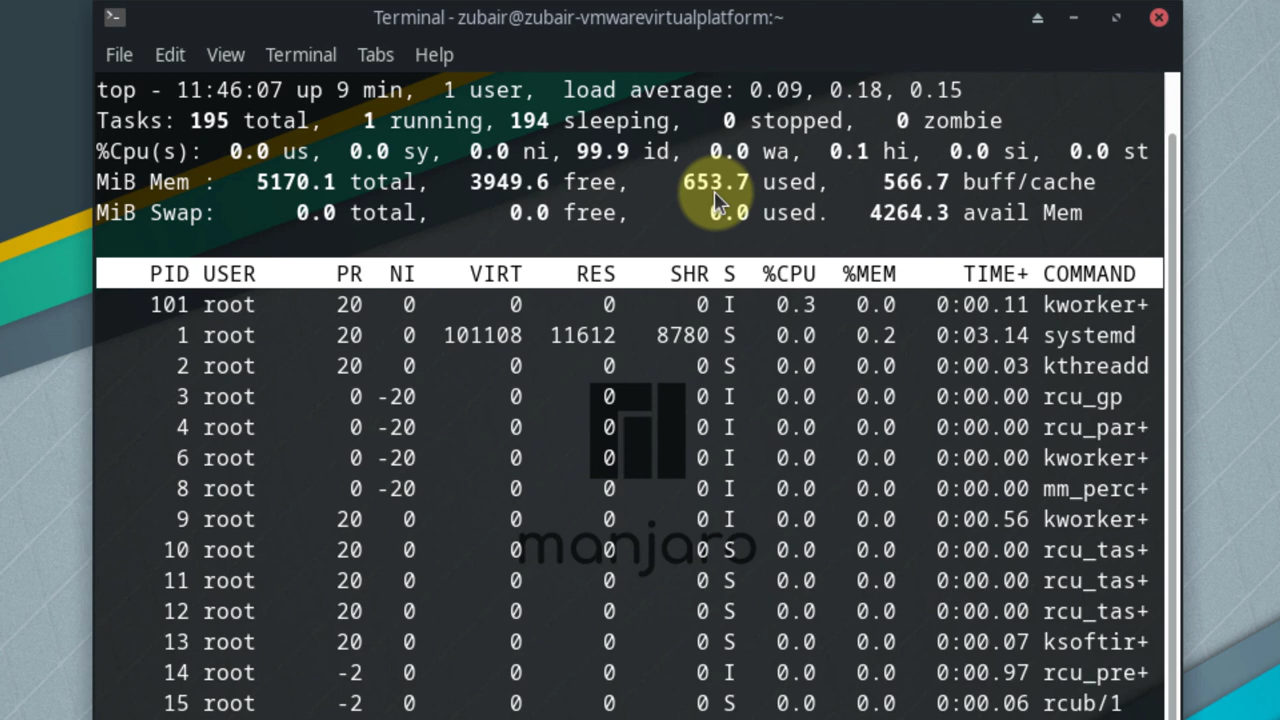 Terminal - zubair@zubair-vmwarevirtualplatform:~
File Edit View Terminal Tabs Help
top - 11:46:07 up 9 min,  1 user,  load average: 0.09, 0.18, 0.15
Tasks: 195 total,   1 running, 194 sleeping,   0 stopped,   0 zombie
%Cpu(s):  0.0 us,  0.0 sy,  0.0 ni, 99.9 id,  0.0 wa,  0.1 hi,  0.0 si,  0.0 st
MiB Mem :   5170.1 total,   3949.6 free,    653.7 used,    566.7 buff/cache
MiB Swap:      0.0 total,      0.0 free,      0.0 used.   4264.3 avail Mem
PID USER      PR  NI    VIRT    RES    SHR S  %CPU  %MEM     TIME+ COMMAND
101 root      20   0       0      0      0 I   0.3   0.0   0:00.11 kworker+
1 root      20   0  101108  11612   8780 S   0.0   0.2   0:03.14 systemd
2 root      20   0       0      0      0 S   0.0   0.0   0:00.03 kthreadd
3 root       0 -20       0      0      0 I   0.0   0.0   0:00.00 rcu_gp
4 root       0 -20       0      0      0 I   0.0   0.0   0:00.00 rcu_par+
6 root       0 -20       0      0      0 I   0.0   0.0   0:00.00 kworker+
8 root       0 -20       0      0      0 I   0.0   0.0   0:00.00 mm_perc+
9 root      20   0       0      0      0 I   0.0   0.0   0:00.56 kworker+
10 root      20   0       0      0      0 S   0.0   0.0   0:00.00 rcu_tas+
11 root      20   0       0      0      0 S   0.0   0.0   0:00.00 rcu_tas+
12 root      20   0       0      0      0 S   0.0   0.0   0:00.00 rcu_tas+
13 root      20   0       0      0      0 S   0.0   0.0   0:00.07 ksoftir+
14 root      -2   0       0      0      0 I   0.0   0.0   0:00.97 rcu_pre+
15 root      -2   0       0      0      0 S   0.0   0.0   0:00.06 rcub/1
manjaro